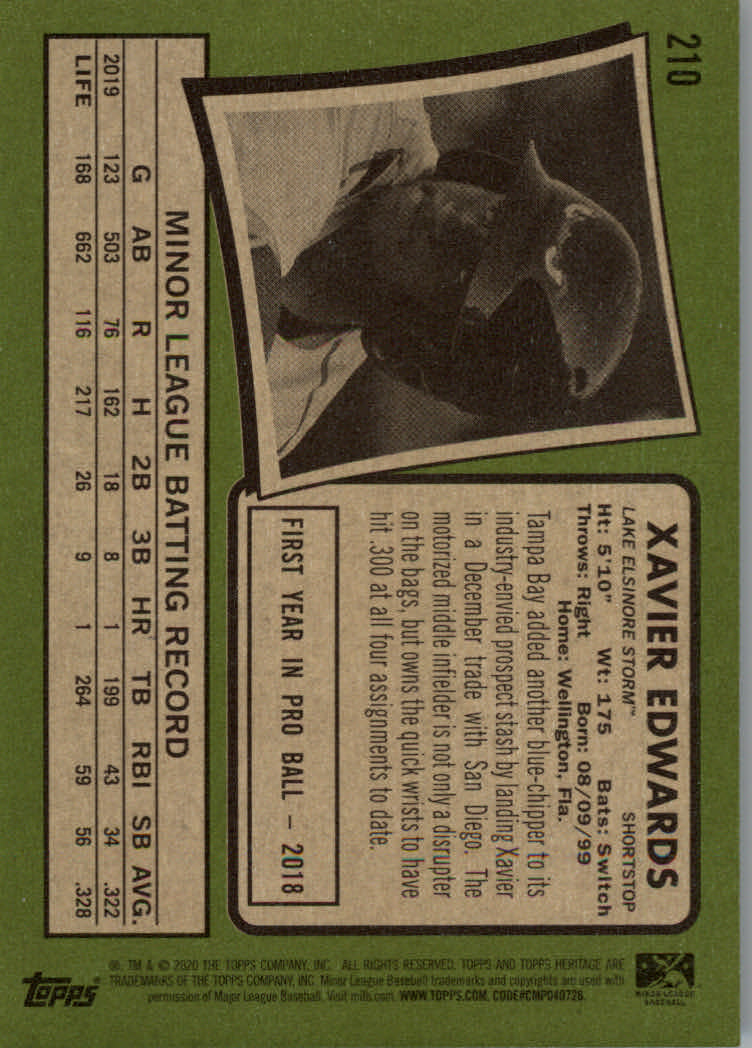 210
XAVIER EDWARDS
LAKE ELSINORE STORM™ SHORTSTOP
Ht: 5'10" Wt: 175 Bats: Switch
Throws: Right Born: 08/09/99
Home: Wellington, Fla.
Tampa Bay added another blue-chipper to its
industry-envied prospect stash by landing Xavier
in a December trade with San Diego. The
motorized middle infielder is not only a disrupter
on the bags, but owns the quick wrists to have
hit .300 at all four assignments to date.
FIRST YEAR IN PRO BALL – 2018
MINOR LEAGUE BATTING RECORD
G AB R H 2B 3B HR TB RBI SB AVG.
2019 123 503 76 162 18 8 1 199 43 34 .322
LIFE 168 662 116 217 26 9 1 264 59 56 .328
MINOR LEAGUE
BASEBALL
®, TM & © 2020 THE TOPPS COMPANY, INC. ALL RIGHTS RESERVED. TOPPS AND TOPPS HERITAGE ARE
TRADEMARKS OF THE TOPPS COMPANY, INC. Minor League Baseball trademarks and copyrights are used with
permission of Major League Baseball. Visit milb.com. WWW.TOPPS.COM. CODE#CMP040728.
topps®